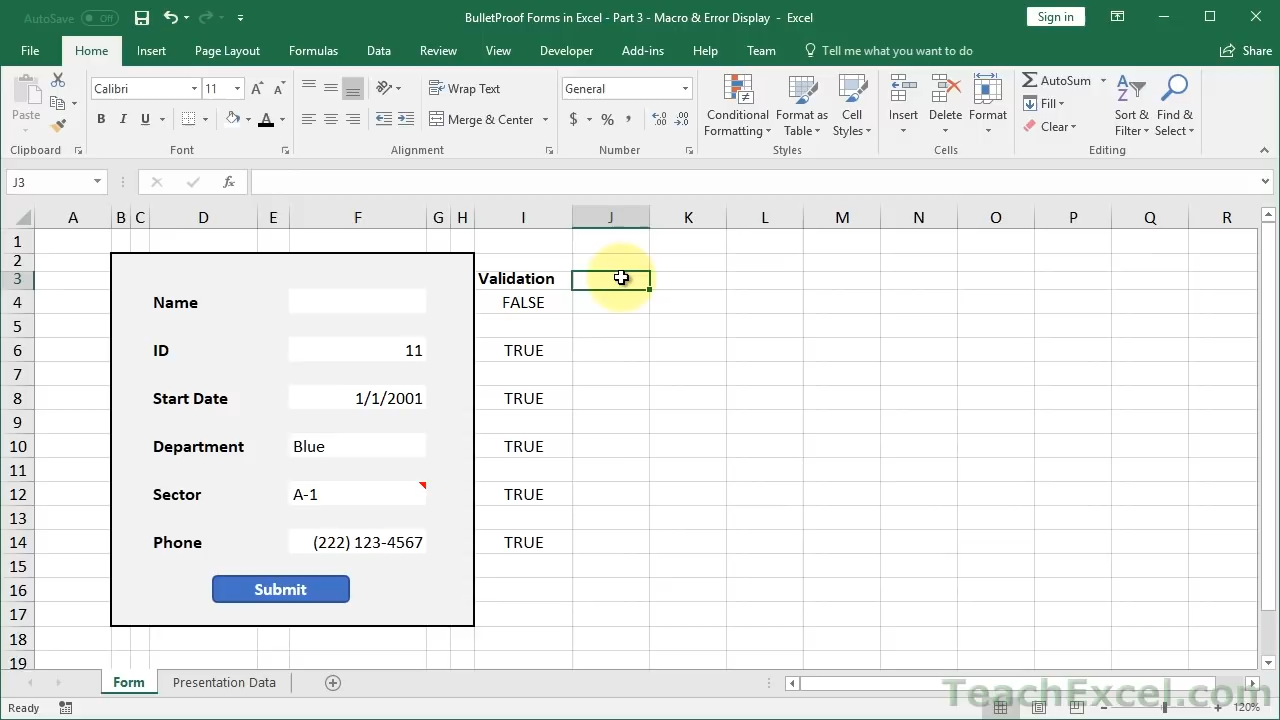 AutoSave Off BulletProof Forms in Excel - Part 3 - Macro & Error Display - Excel Sign in
File Home Insert Page Layout Formulas Data Review View Developer Add-ins Help Team Tell me what you want to do Share
Paste
Clipboard
Calibri 11 A A
B I U A
Font
Wrap Text
Merge & Center
Alignment
General
$ % ,
Number
Conditional Formatting
Format as Table
Cell Styles
Styles
Insert Delete Format
Cells
AutoSum
Fill
Clear
Sort & Filter
Find & Select
Editing
J3 fx
A B C D E F G H I J K L M N O P Q R
1
2
3 Validation
4 Name FALSE
5
6 ID 11 TRUE
7
8 Start Date 1/1/2001 TRUE
9
10 Department Blue TRUE
11
12 Sector A-1 TRUE
13
14 Phone (222) 123-4567 TRUE
15
16 Submit
17
18
19
Form Presentation Data
Ready 120%
TeachExcel.com